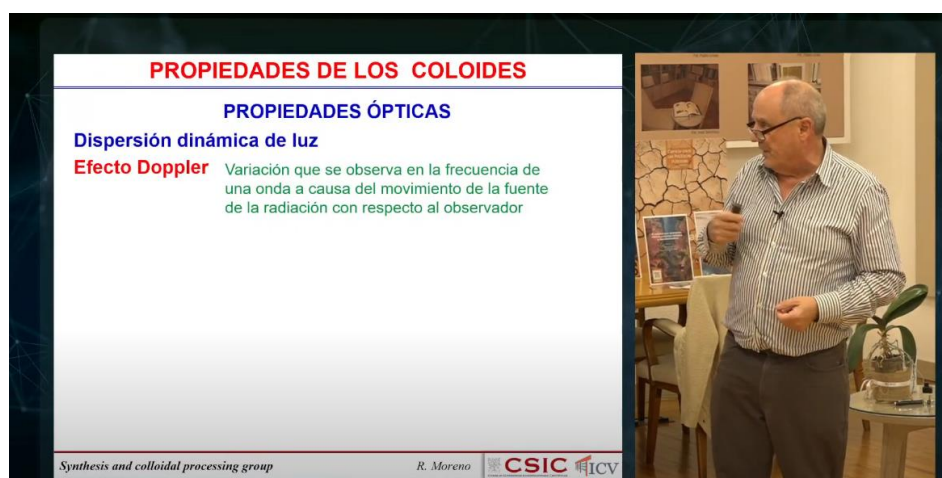 PROPIEDADES DE LOS COLOIDES
PROPIEDADES ÓPTICAS
Dispersión dinámica de luz
Efecto Doppler
Variación que se observa en la frecuencia de
una onda a causa del movimiento de la fuente
de la radiación con respecto al observador
Synthesis and colloidal processing group
R. Moreno
CSIC
ICV